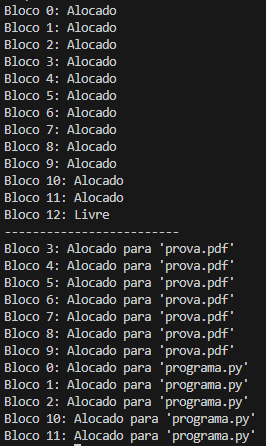 Bloco 0: Alocado
Bloco 1: Alocado
Bloco 2: Alocado
Bloco 3: Alocado
Bloco 4: Alocado
Bloco 5: Alocado
Bloco 6: Alocado
Bloco 7: Alocado
Bloco 8: Alocado
Bloco 9: Alocado
Bloco 10: Alocado
Bloco 11: Alocado
Bloco 12: Livre
-------------------------
Bloco 3: Alocado para 'prova.pdf'
Bloco 4: Alocado para 'prova.pdf'
Bloco 5: Alocado para 'prova.pdf'
Bloco 6: Alocado para 'prova.pdf'
Bloco 7: Alocado para 'prova.pdf'
Bloco 8: Alocado para 'prova.pdf'
Bloco 9: Alocado para 'prova.pdf'
Bloco 0: Alocado para 'programa.py'
Bloco 1: Alocado para 'programa.py'
Bloco 2: Alocado para 'programa.py'
Bloco 10: Alocado para 'programa.py'
Bloco 11: Alocado para 'programa.py'